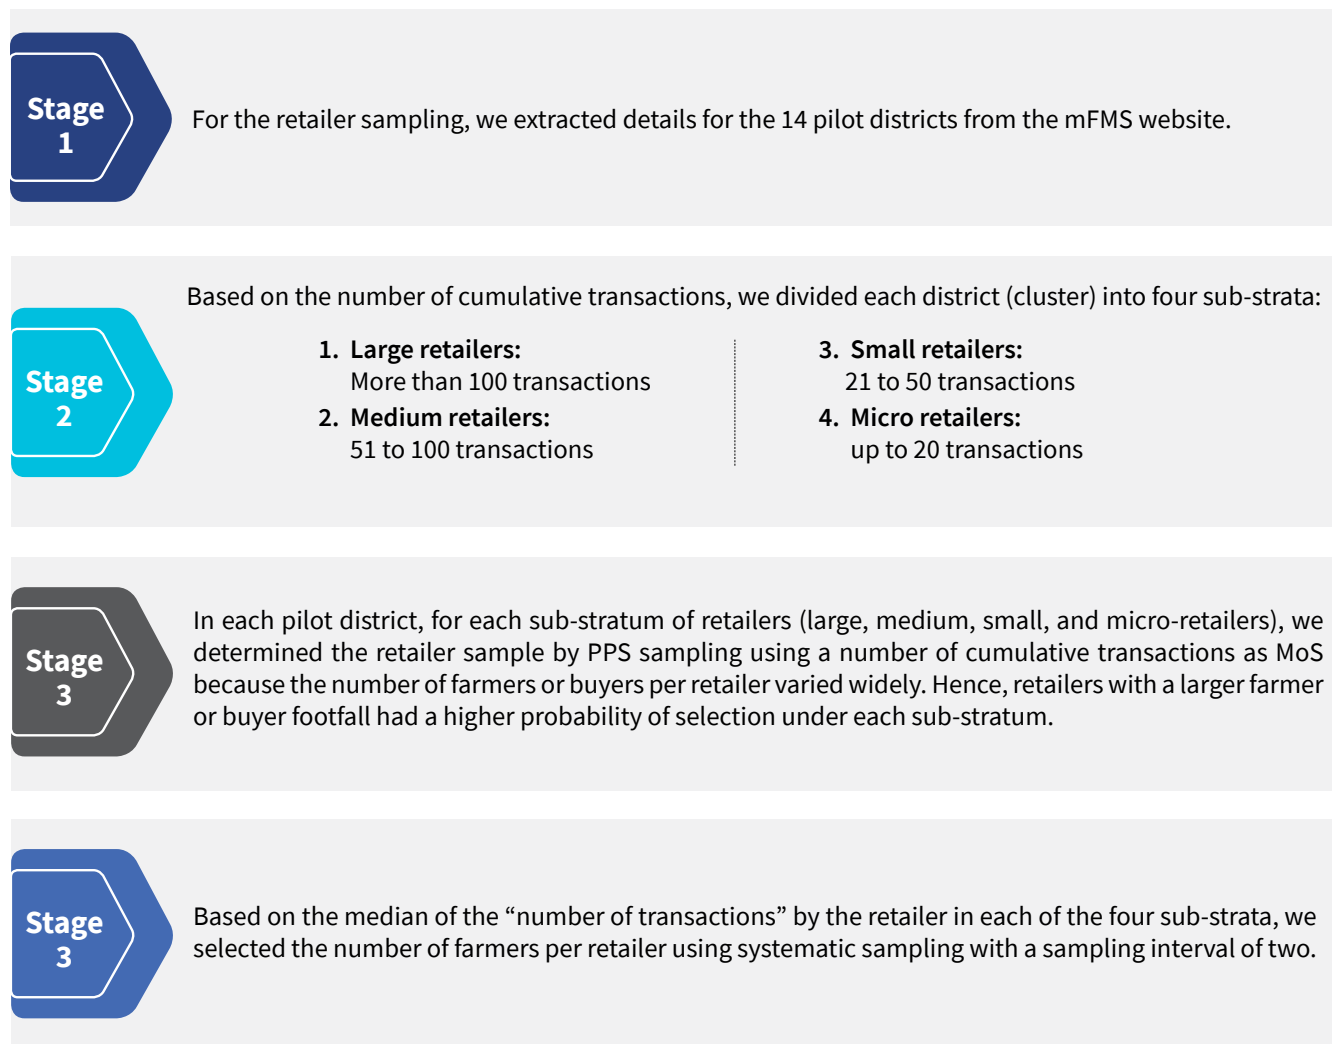 Stage
1
For the retailer sampling, we extracted details for the 14 pilot districts from the mFMS website.
Based on the number of cumulative transactions, we divided each district (cluster) into four sub-strata:
Stage
2
1. Large retailers:
More than 100 transactions
2. Medium retailers:
51 to 100 transactions
3. Small retailers:
21 to 50 transactions
4. Micro retailers:
up to 20 transactions
Stage
3
In each pilot district, for each sub-stratum of retailers (large, medium, small, and micro-retailers), we
determined the retailer sample by PPS sampling using a number of cumulative transactions as MoS
because the number of farmers or buyers per retailer varied widely. Hence, retailers with a larger farmer
or buyer footfall had a higher probability of selection under each sub-stratum.
Stage
3
Based on the median of the “number of transactions” by the retailer in each of the four sub-strata, we
selected the number of farmers per retailer using systematic sampling with a sampling interval of two.